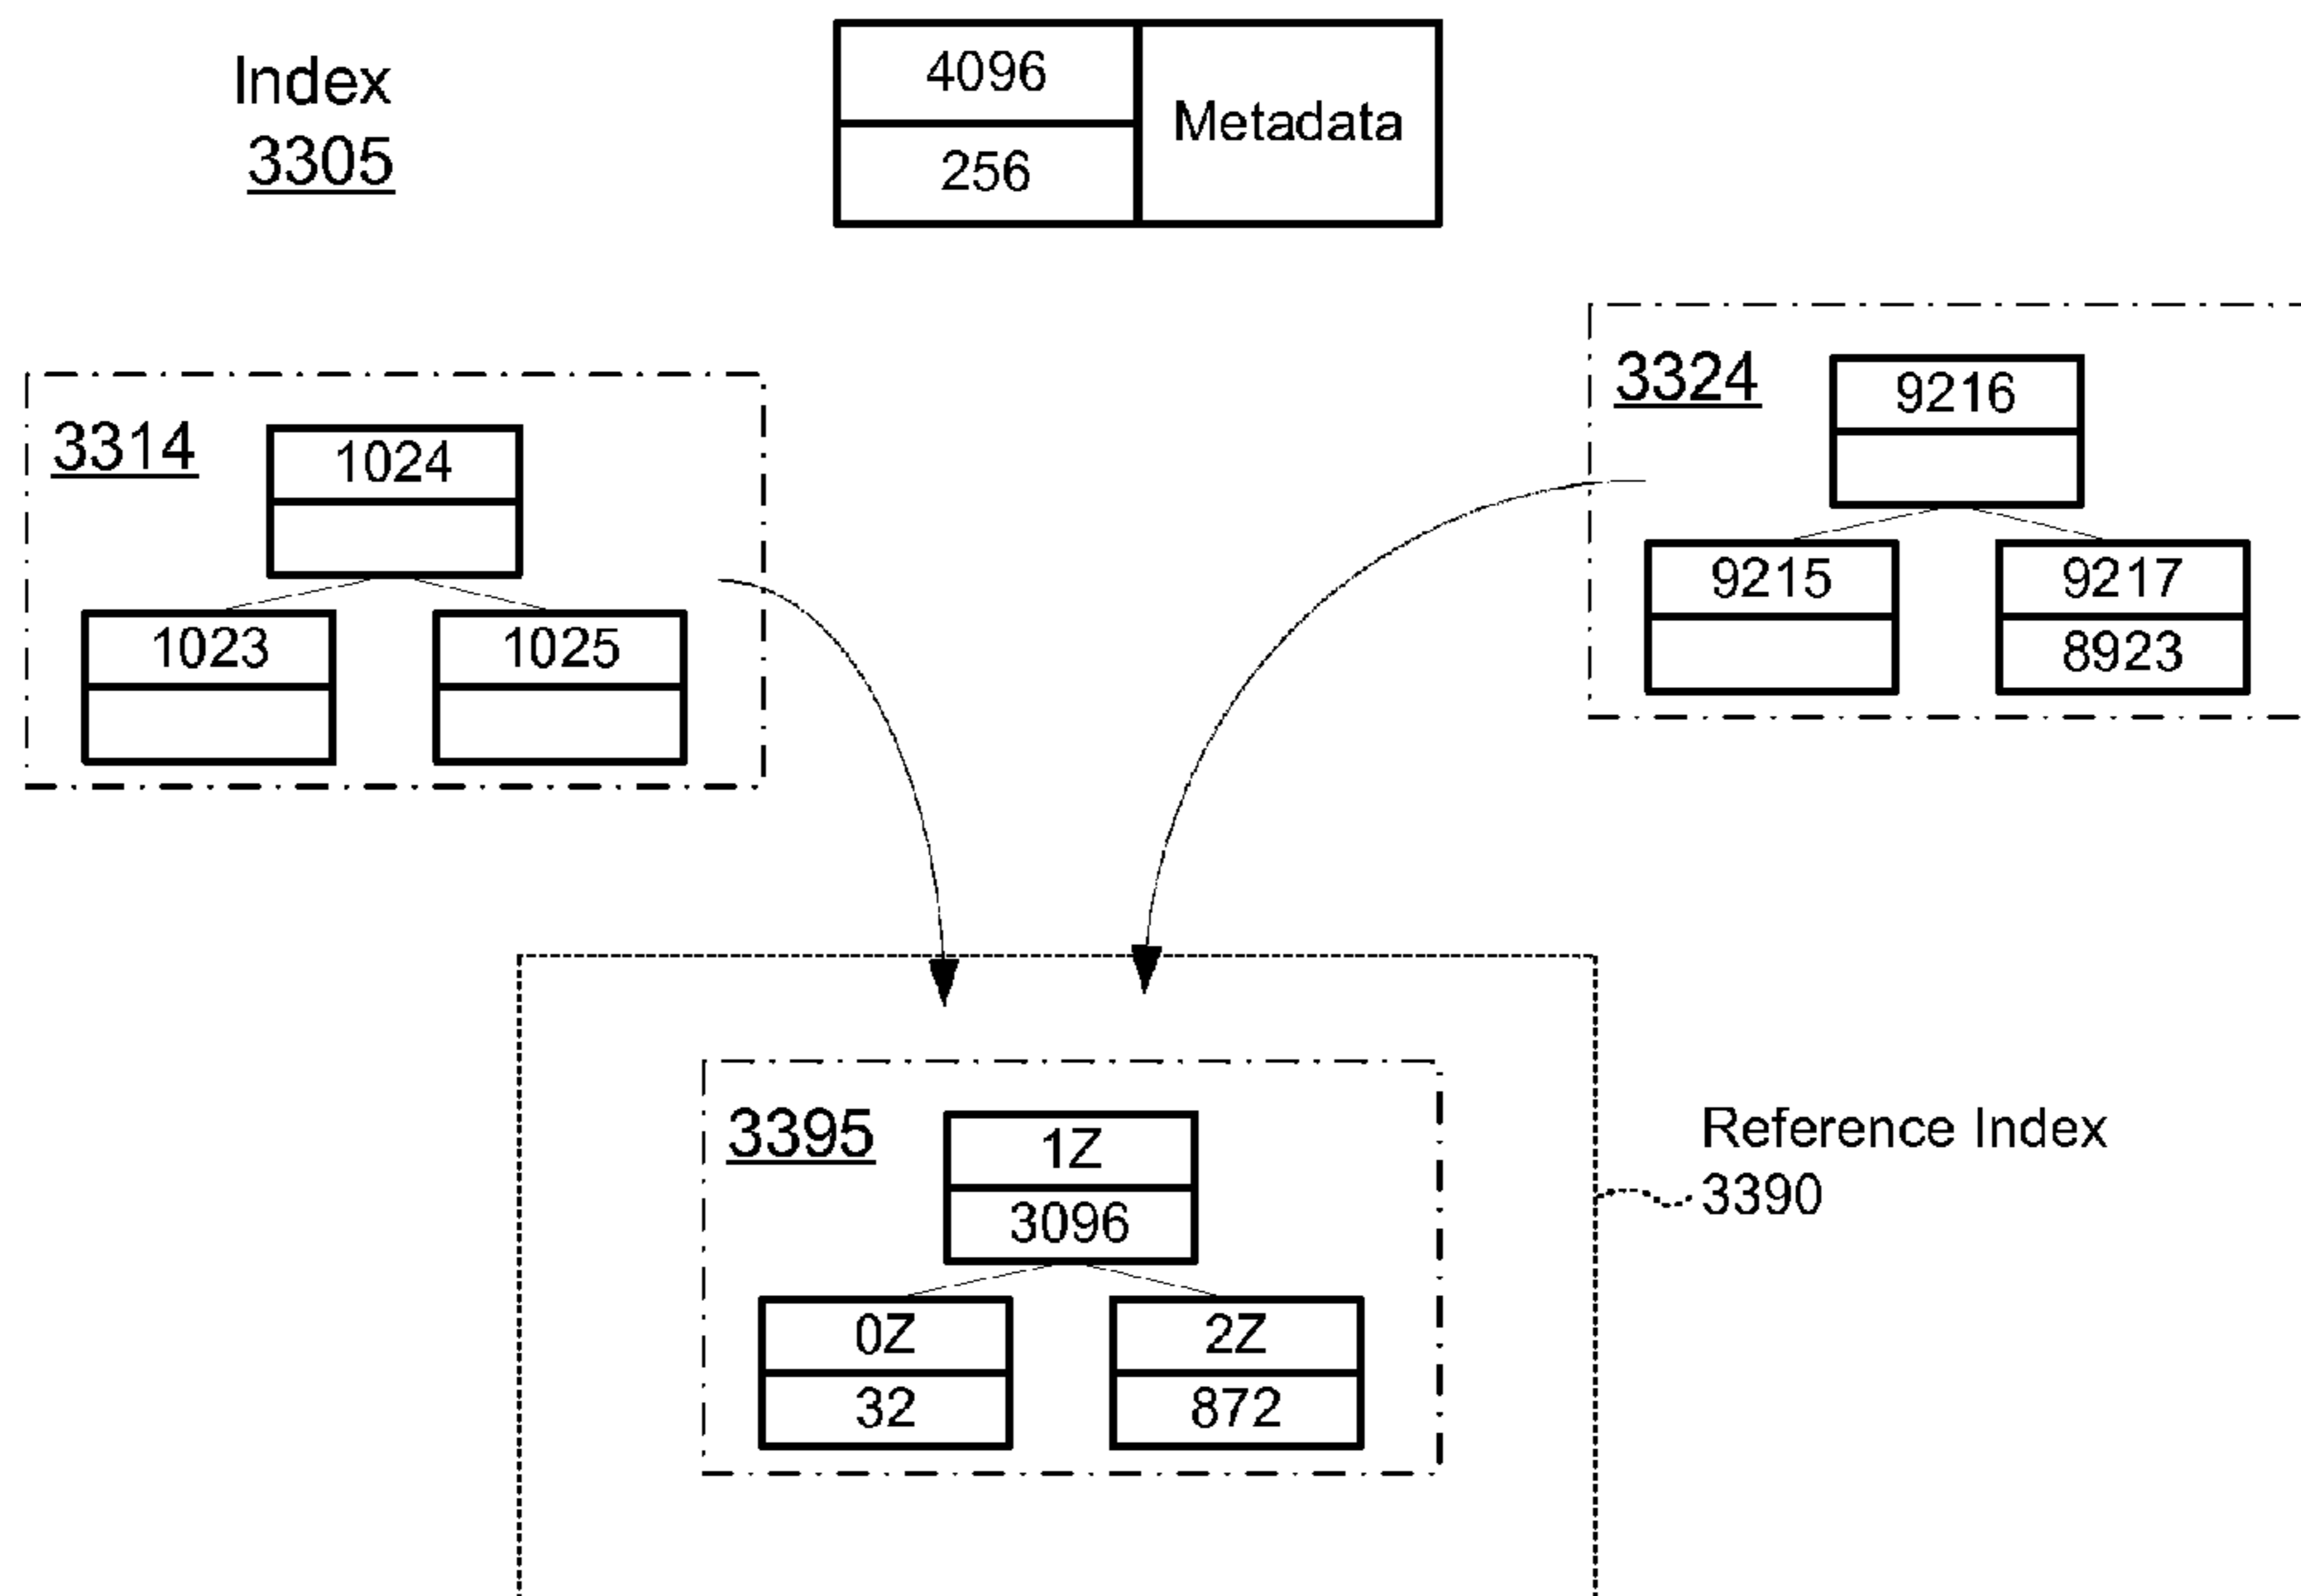 Index
3305
4096
256
Metadata
3314
1024
1023
1025
3324
9216
9215
9217
8923
3395
1Z
3096
0Z
32
2Z
872
Reference Index
3390